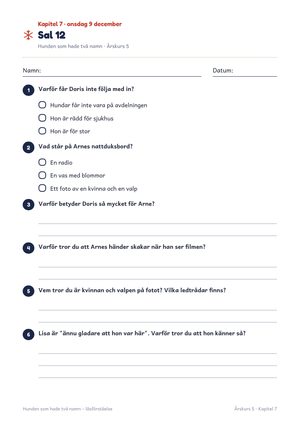 Kapitel 7 · onsdag 9 december
Sal 12
Hunden som hade två namn · Årskurs 5
Namn:
Datum:
1 Varför får Doris inte följa med in?
Hundar får inte vara på avdelningen
Hon är rädd för sjukhus
Hon är för stor
2 Vad står på Arnes nattduksbord?
En radio
En vas med blommor
Ett foto av en kvinna och en valp
3 Varför betyder Doris så mycket för Arne?
4 Varför tror du att Arnes händer skakar när han ser filmen?
5 Vem tror du är kvinnan och valpen på fotot? Vilka ledtrådar finns?
6 Lisa är "ännu gladare att hon var här". Varför tror du att hon känner så?
Hunden som hade två namn – läsförståelse
Årskurs 5 · Kapitel 7